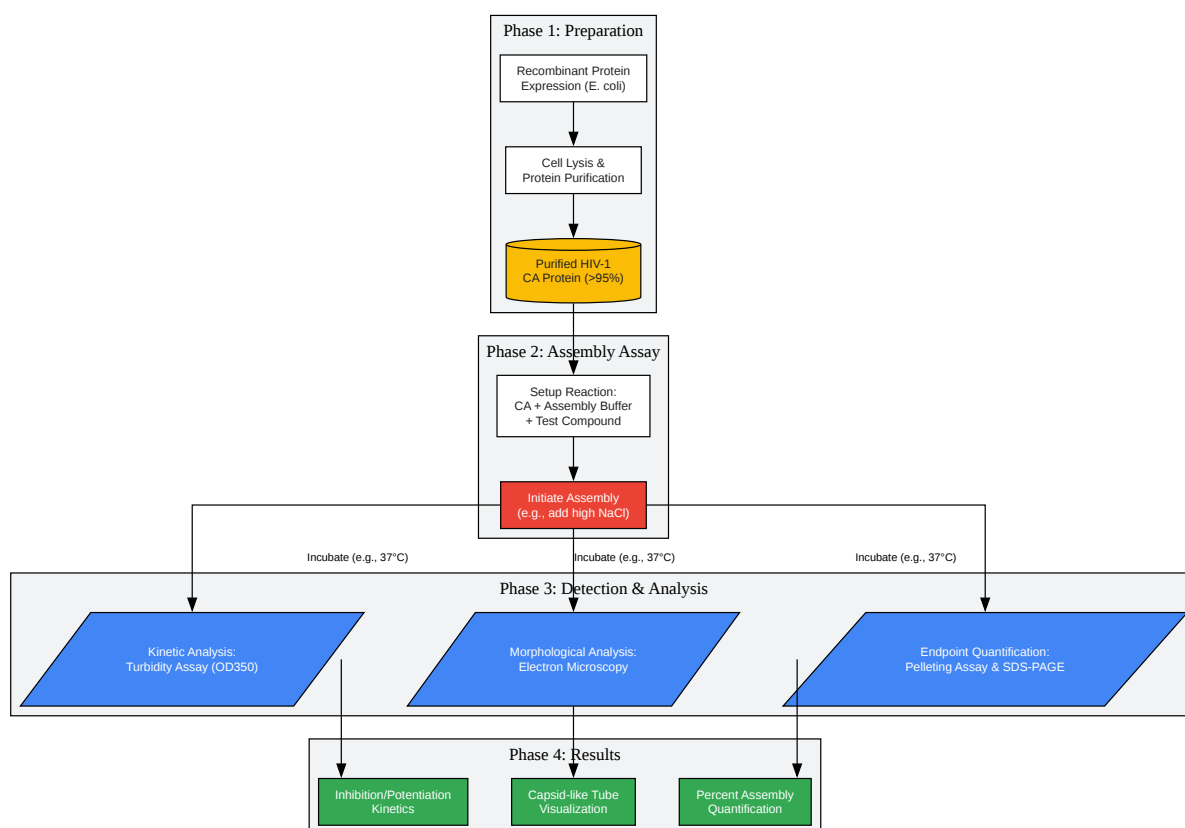 Phase 1: Preparation
Recombinant Protein
Expression (E. coli)
Cell Lysis &
Protein Purification
Purified HIV-1
CA Protein (>95%)
Phase 2: Assembly Assay
Setup Reaction:
CA + Assembly Buffer
+ Test Compound
Initiate Assembly
(e.g., add high NaCl)
Incubate (e.g., 37°C)
Incubate (e.g., 37°C)
Incubate (e.g., 37°C)
Phase 3: Detection & Analysis
Kinetic Analysis:
Turbidity Assay (OD350)
Morphological Analysis:
Electron Microscopy
Endpoint Quantification:
Pelleting Assay & SDS-PAGE
Phase 4: Results
Inhibition/Potentiation
Kinetics
Capsid-like Tube
Visualization
Percent Assembly
Quantification